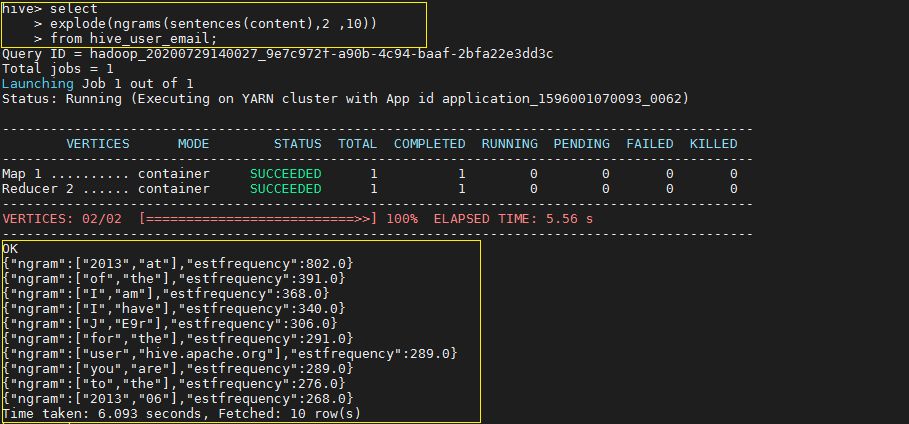 hive> select
    > explode(ngrams(sentences(content),2 ,10))
    > from hive_user_email;
Query ID = hadoop_20200729140027_9e7c972f-a90b-4c94-baaf-2bfa22e3dd3c
Total jobs = 1
Launching Job 1 out of 1
Status: Running (Executing on YARN cluster with App id application_1596001070093_0062)
----------------------------------------------------------------------------------------------
        VERTICES      MODE        STATUS  TOTAL  COMPLETED  RUNNING  PENDING  FAILED  KILLED
----------------------------------------------------------------------------------------------
Map 1 .......... container     SUCCEEDED      1          1        0        0       0       0
Reducer 2 ...... container     SUCCEEDED      1          1        0        0       0       0
----------------------------------------------------------------------------------------------
VERTICES: 02/02  [==========================>>] 100%  ELAPSED TIME: 5.56 s
----------------------------------------------------------------------------------------------
OK
{"ngram":["2013","at"],"estfrequency":802.0}
{"ngram":["of","the"],"estfrequency":391.0}
{"ngram":["I","am"],"estfrequency":368.0}
{"ngram":["I","have"],"estfrequency":340.0}
{"ngram":["J","E9r"],"estfrequency":306.0}
{"ngram":["for","the"],"estfrequency":291.0}
{"ngram":["user","hive.apache.org"],"estfrequency":289.0}
{"ngram":["you","are"],"estfrequency":289.0}
{"ngram":["to","the"],"estfrequency":276.0}
{"ngram":["2013","06"],"estfrequency":268.0}
Time taken: 6.093 seconds, Fetched: 10 row(s)